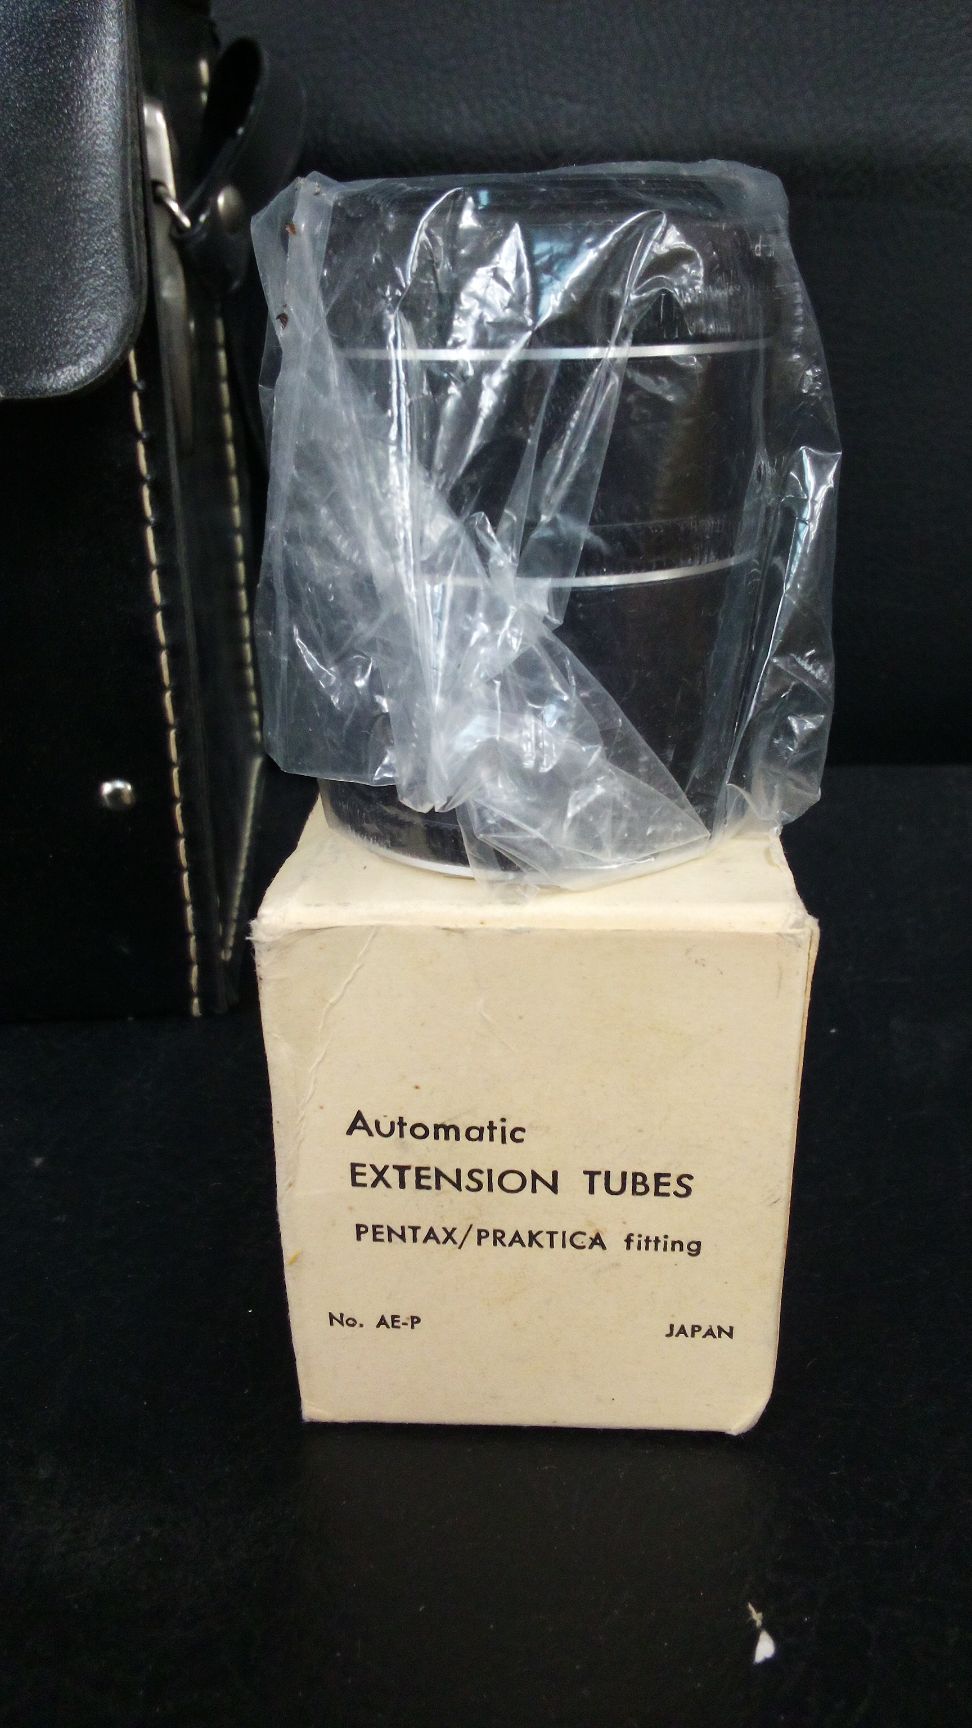 Automatic
EXTENSION TUBES
PENTAX/PRAKTICA fitting
No. AE-P JAPAN